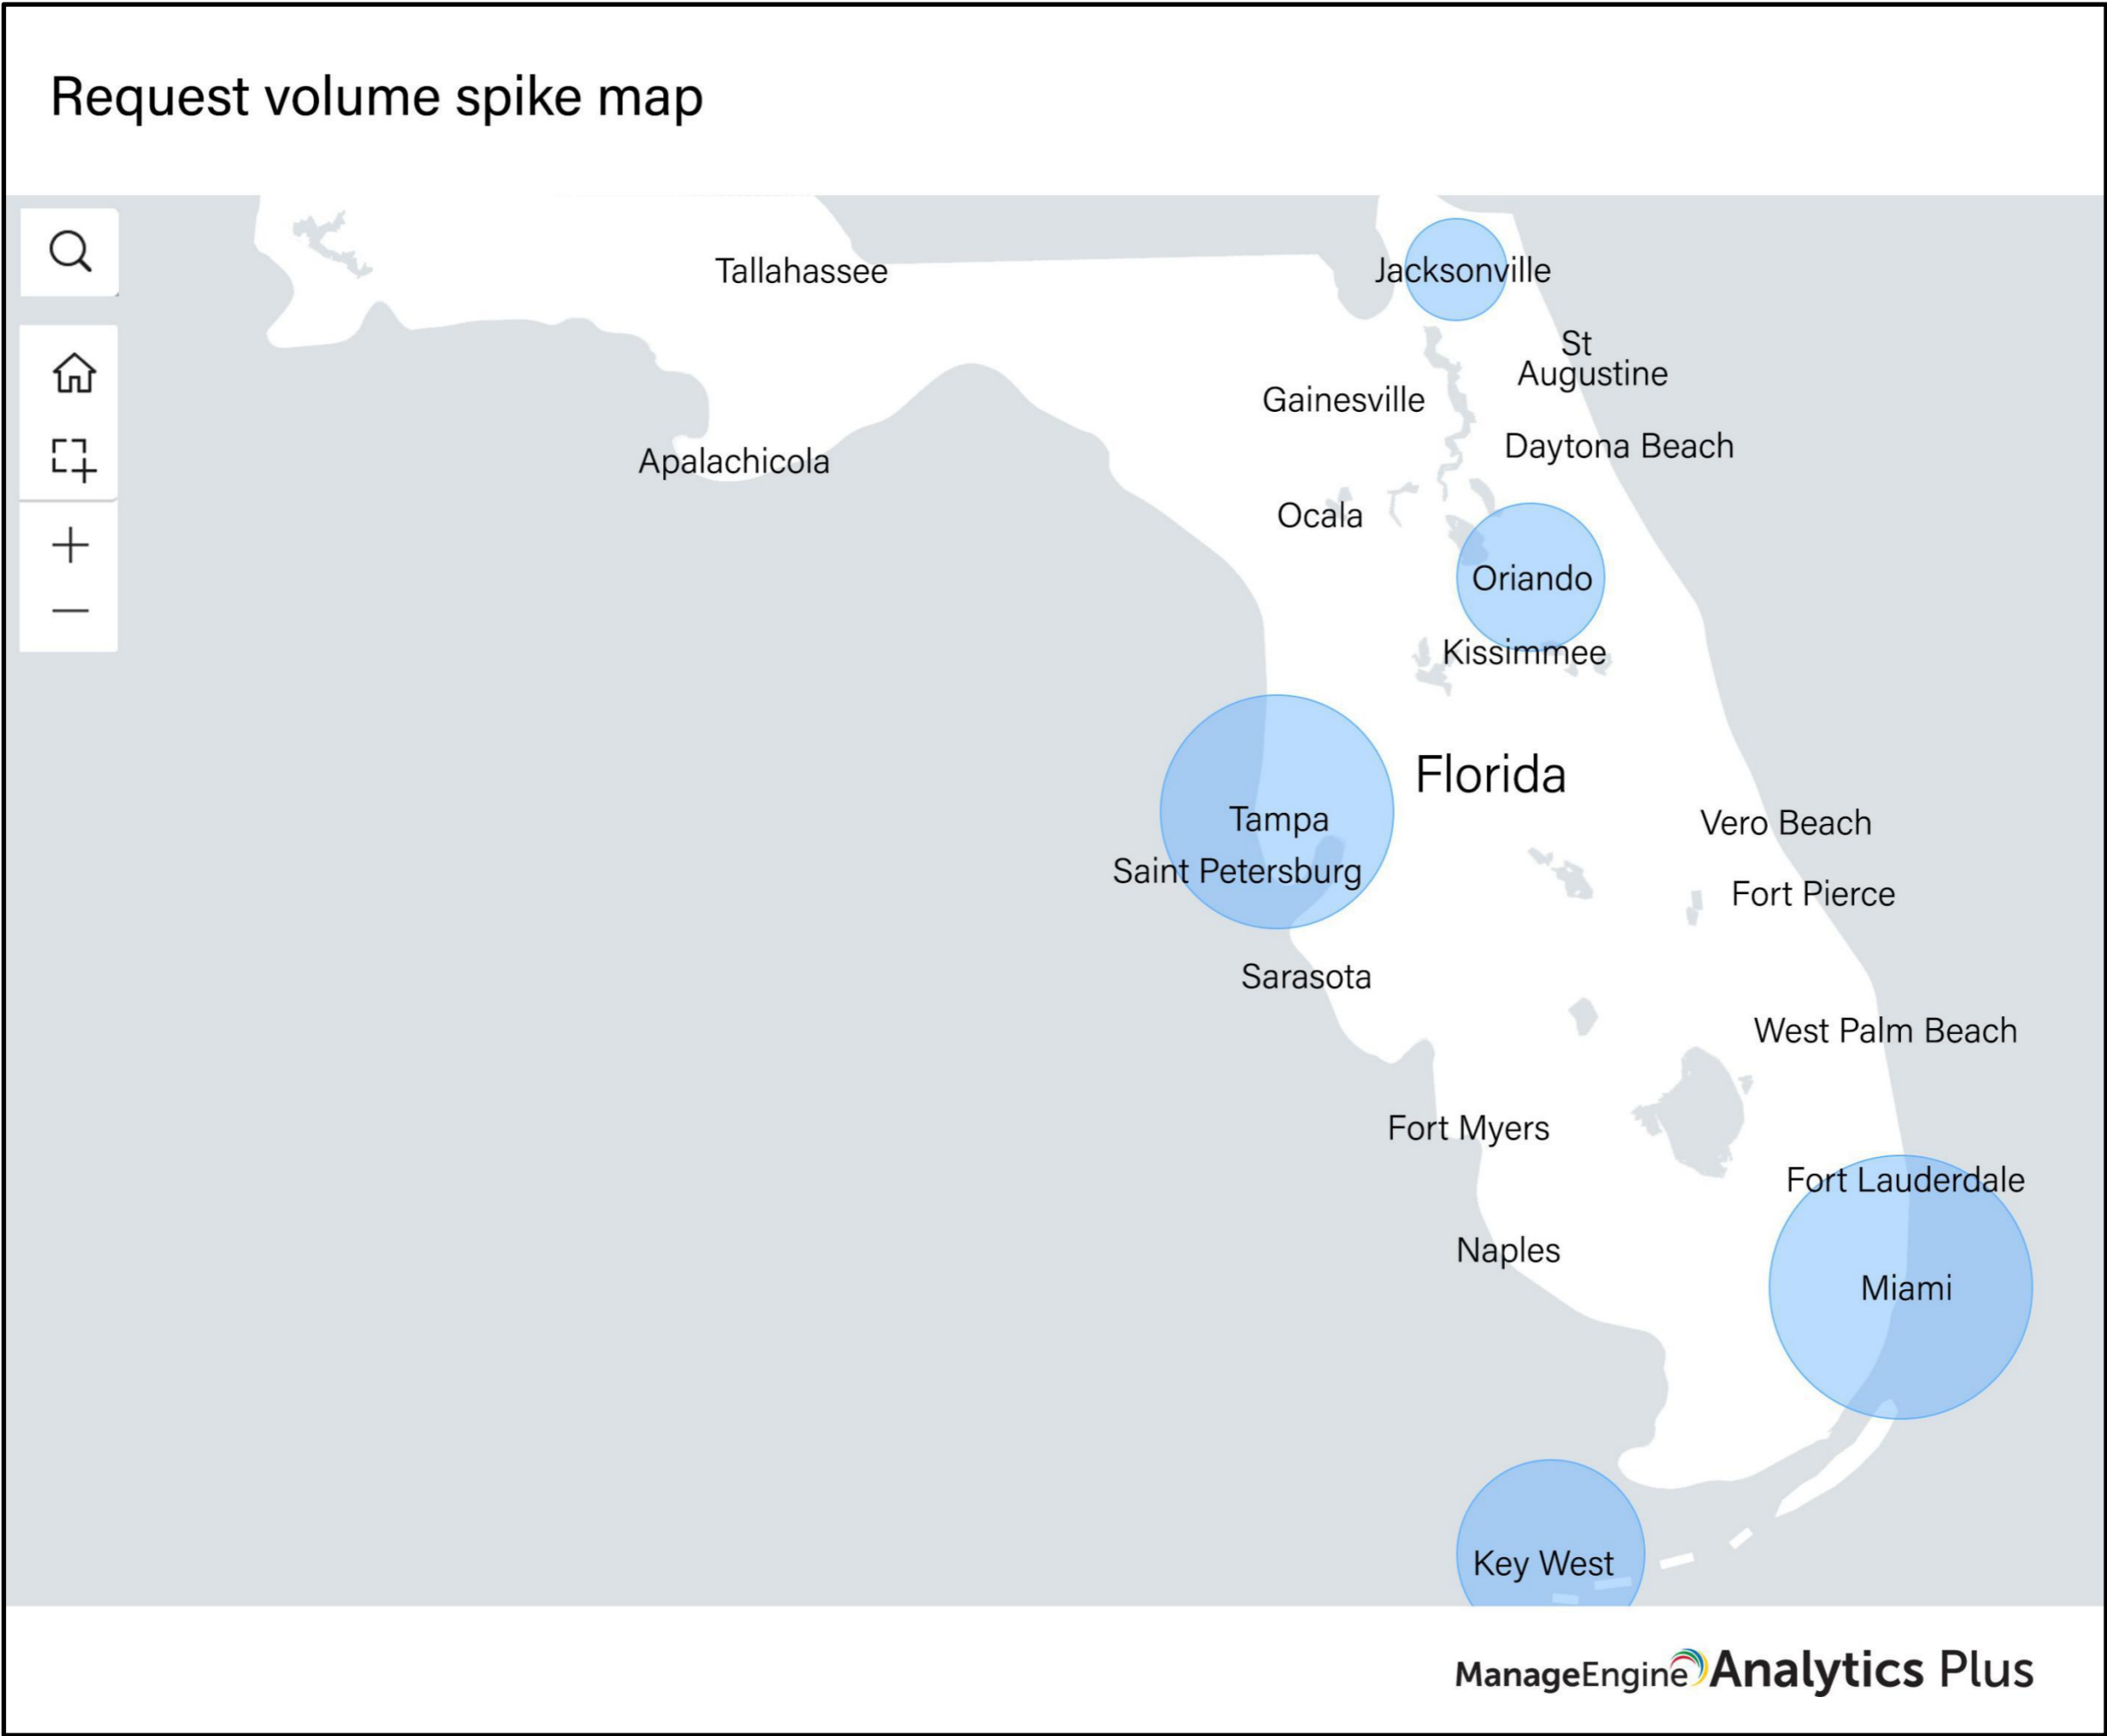 Request volume spike map
Tallahassee
Jacksonville
St
Augustine
Gainesville
Daytona Beach
Apalachicola
Ocala
Oriando
Kissimmee
Florida
Tampa
Vero Beach
Saint Petersburg
Fort Pierce
Sarasota
West Palm Beach
Fort Myers
Fort Lauderdale
Naples
Miami
Key West
ManageEngine Analytics Plus